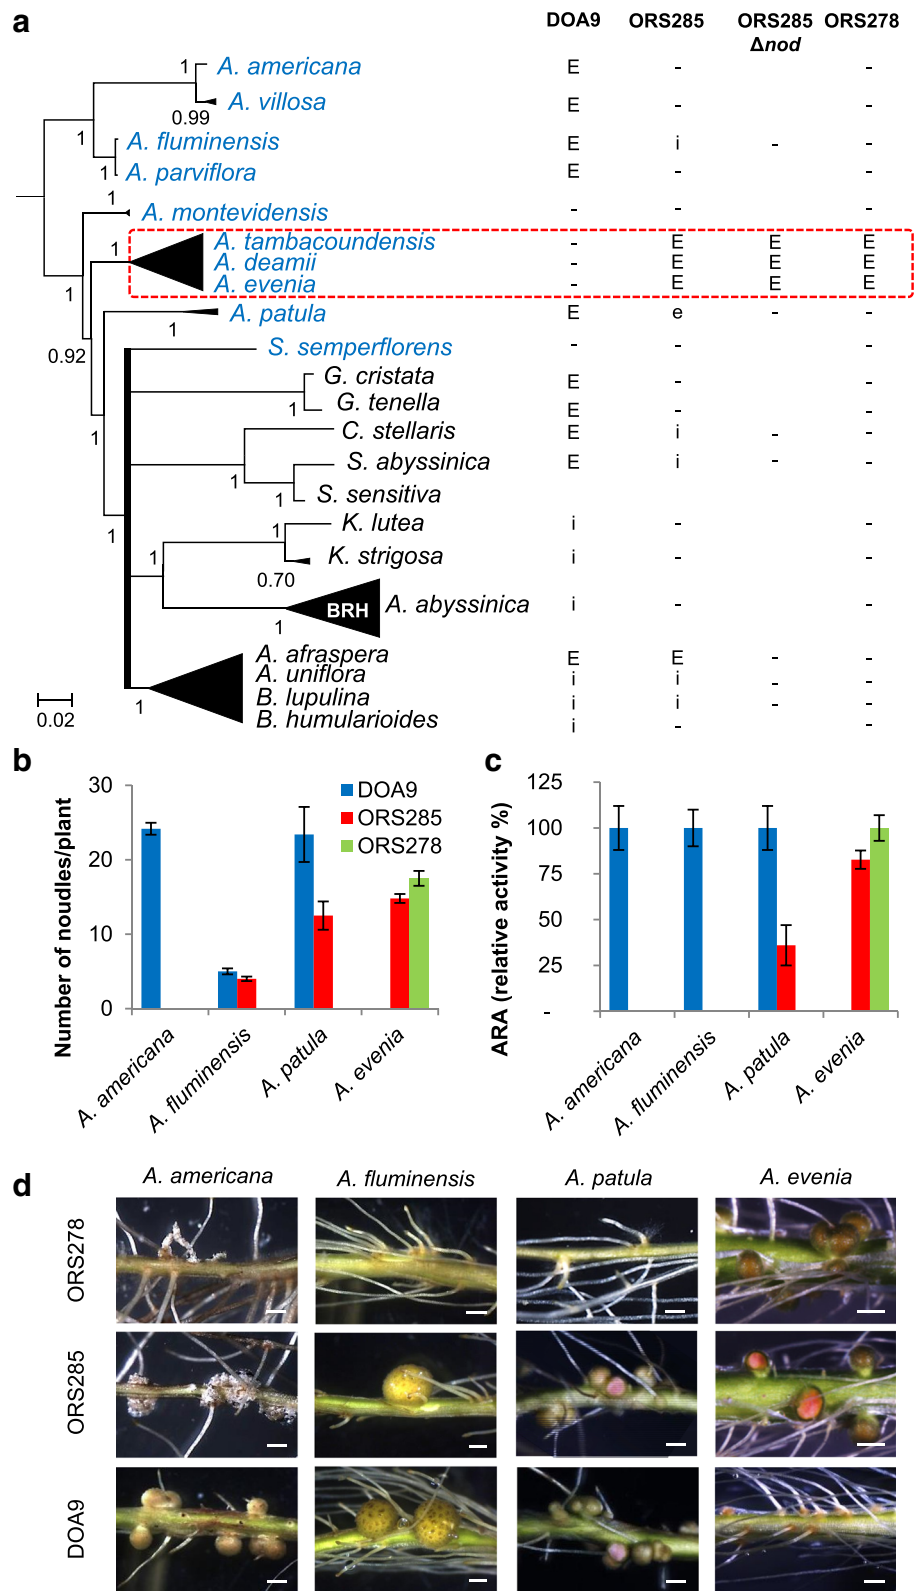 a
DOA9 ORS285 ORS285 Δnod ORS278
1 A. americana E - -
A. villosa E - -
0.99
1 A. fluminensis E i - -
1 A. parviflora E - -
1
A. montevidensis - - -
1 A. tambacoundensis - E E E
A. deamii - E E E
1 A. evenia - E E E
A. patula E e - -
1
0.92 S. semperflorens - - -
G. cristata E - -
1 G. tenella E - -
1 C. stellaris E i - -
S. abyssinica E i - -
1
1 S. sensitiva
1 K. lutea i - -
1
1 K. strigosa i - -
0.70
BRH A. abyssinica i - -
1
A. afraspera E E - -
A. uniflora i i - -
B. lupulina i i - -
1 B. humularioides i - -
0.02
b
Number of noudles/plant
30
20
10
0
DOA9
ORS285
ORS278
A. americana
A. fluminensis
A. patula
A. evenia
c
ARA (relative activity %)
125
100
75
50
25
-
A. americana
A. fluminensis
A. patula
A. evenia
d
A. americana A. fluminensis A. patula A. evenia
ORS278
ORS285
DOA9